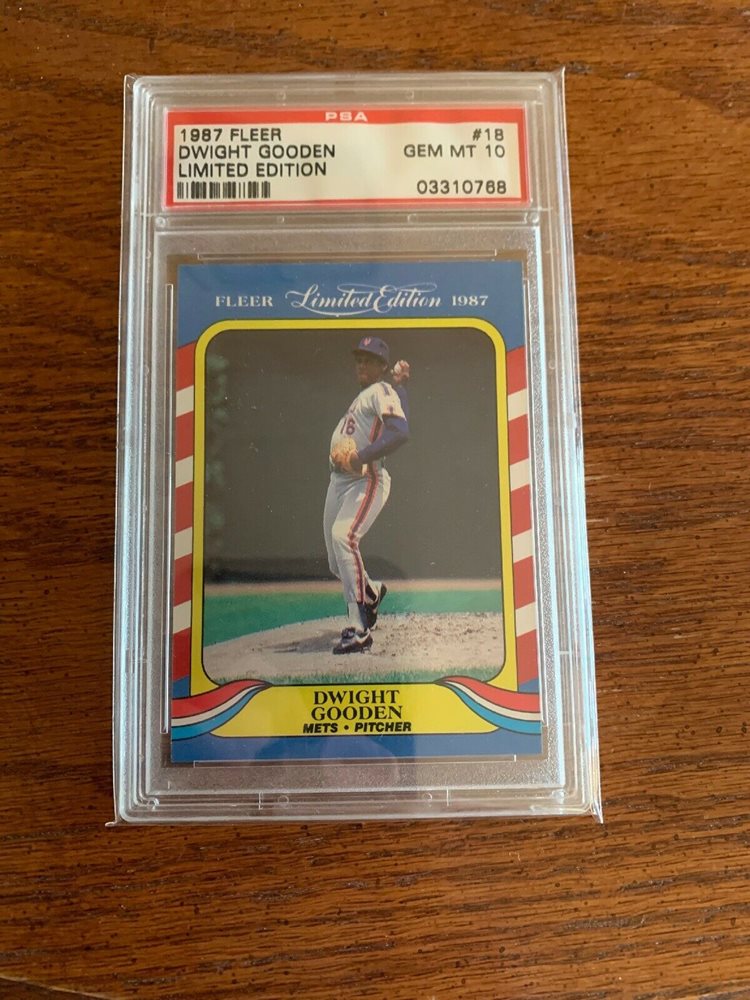 PSA
1987 FLEER #18
DWIGHT GOODEN GEM MT 10
LIMITED EDITION
03310768
FLEER Limited Edition 1987
16
DWIGHT
GOODEN
METS • PITCHER